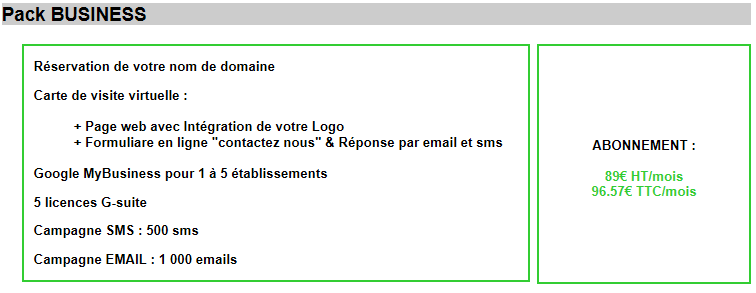 Pack BUSINESS
Réservation de votre nom de domaine
Carte de visite virtuelle :
+ Page web avec Intégration de votre Logo
+ Formuliare en ligne "contactez nous" & Réponse par email et sms
Google MyBusiness pour 1 à 5 établissements
5 licences G-suite
Campagne SMS : 500 sms
Campagne EMAIL : 1 000 emails
ABONNEMENT :
89€ HT/mois
96.57€ TTC/mois